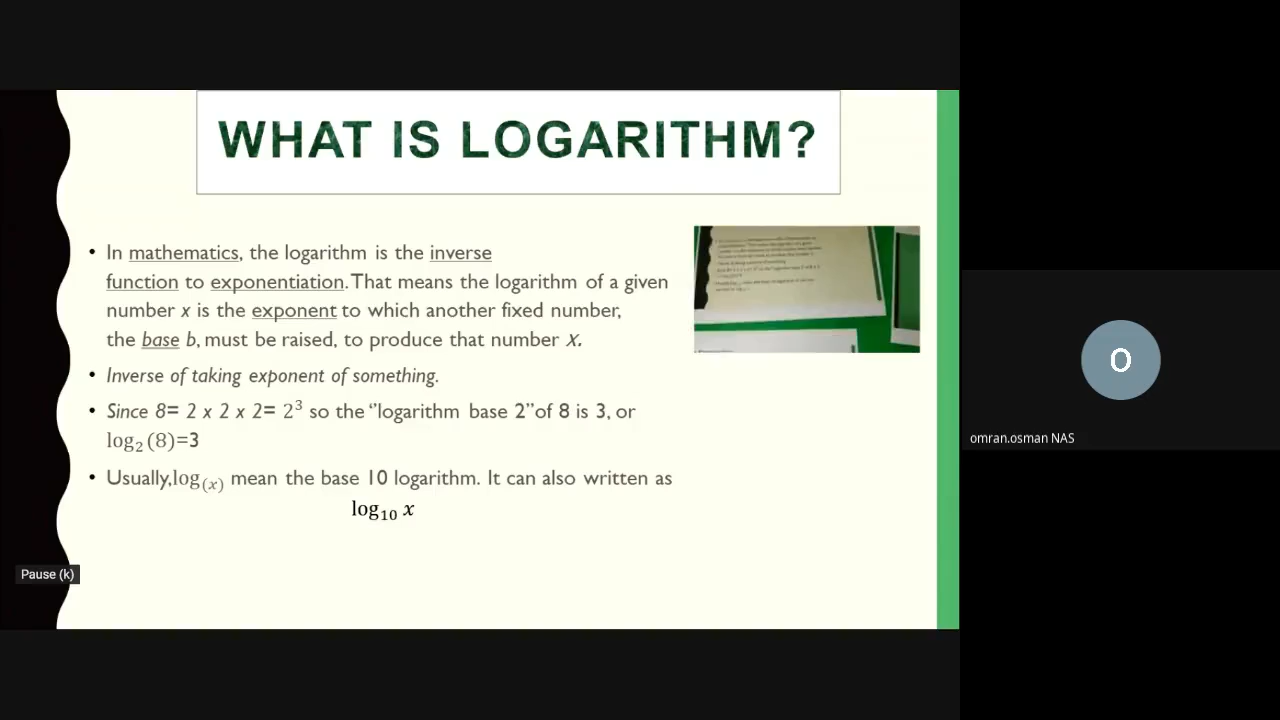 WHAT IS LOGARITHM?
• In mathematics, the logarithm is the inverse
function to exponentiation. That means the logarithm of a given
number x is the exponent to which another fixed number,
the base b, must be raised, to produce that number x.
• Inverse of taking exponent of something.
• Since 8= 2 x 2 x 2= 2³ so the ‘’logarithm base 2’’of 8 is 3, or
log₂(8)=3
• Usually,log₍ₓ₎ mean the base 10 logarithm. It can also written as
log₁₀ x
Pause (k)
O
omran.osman NAS